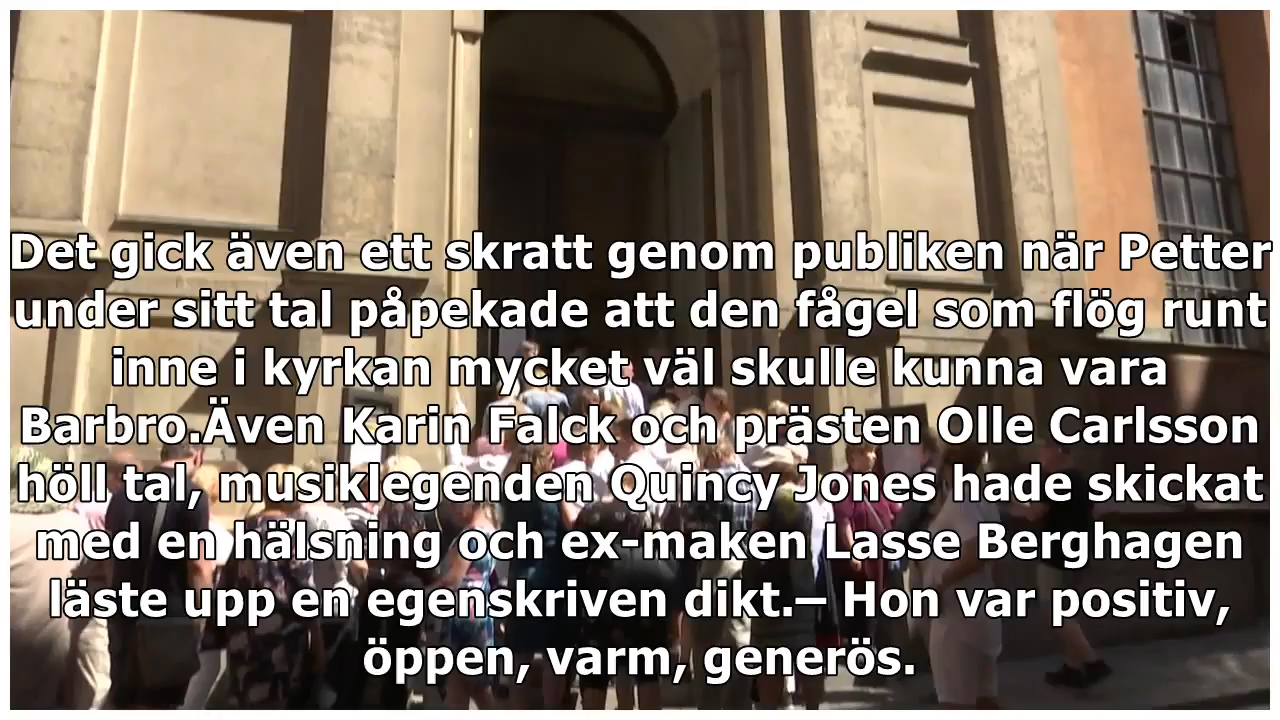 Det gick även ett skratt genom publiken när Petter
under sitt tal påpekade att den fågel som flög runt
inne i kyrkan mycket väl skulle kunna vara
Barbro.Även Karin Falck och prästen Olle Carlsson
höll tal, musiklegenden Quincy Jones hade skickat
med en hälsning och ex-maken Lasse Berghagen
läste upp en egenskriven dikt.– Hon var positiv,
öppen, varm, generös.